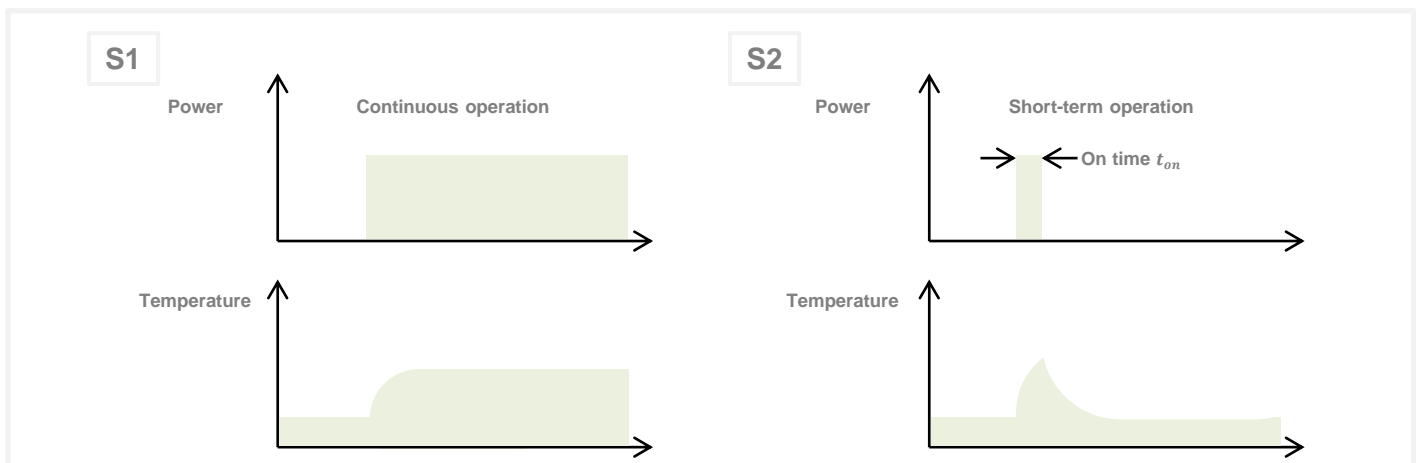 S1
Power
Continuous operation
Temperature
S2
Power
Short-term operation
On time t_on
Temperature